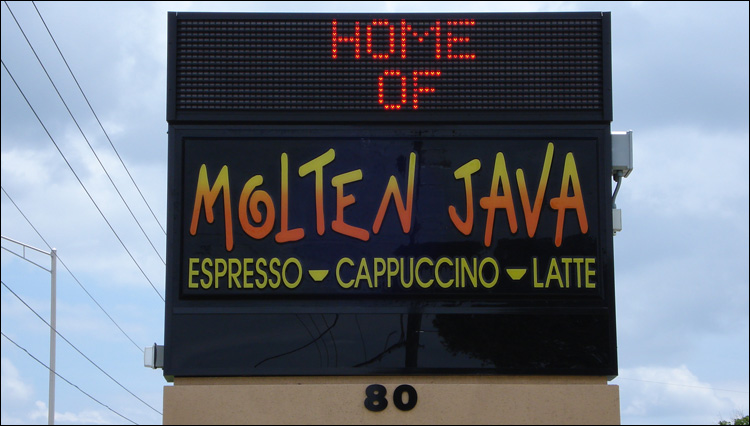 HOME
OF
MOLTEN JAVA
ESPRESSO CAPPUCCINO LATTE
80